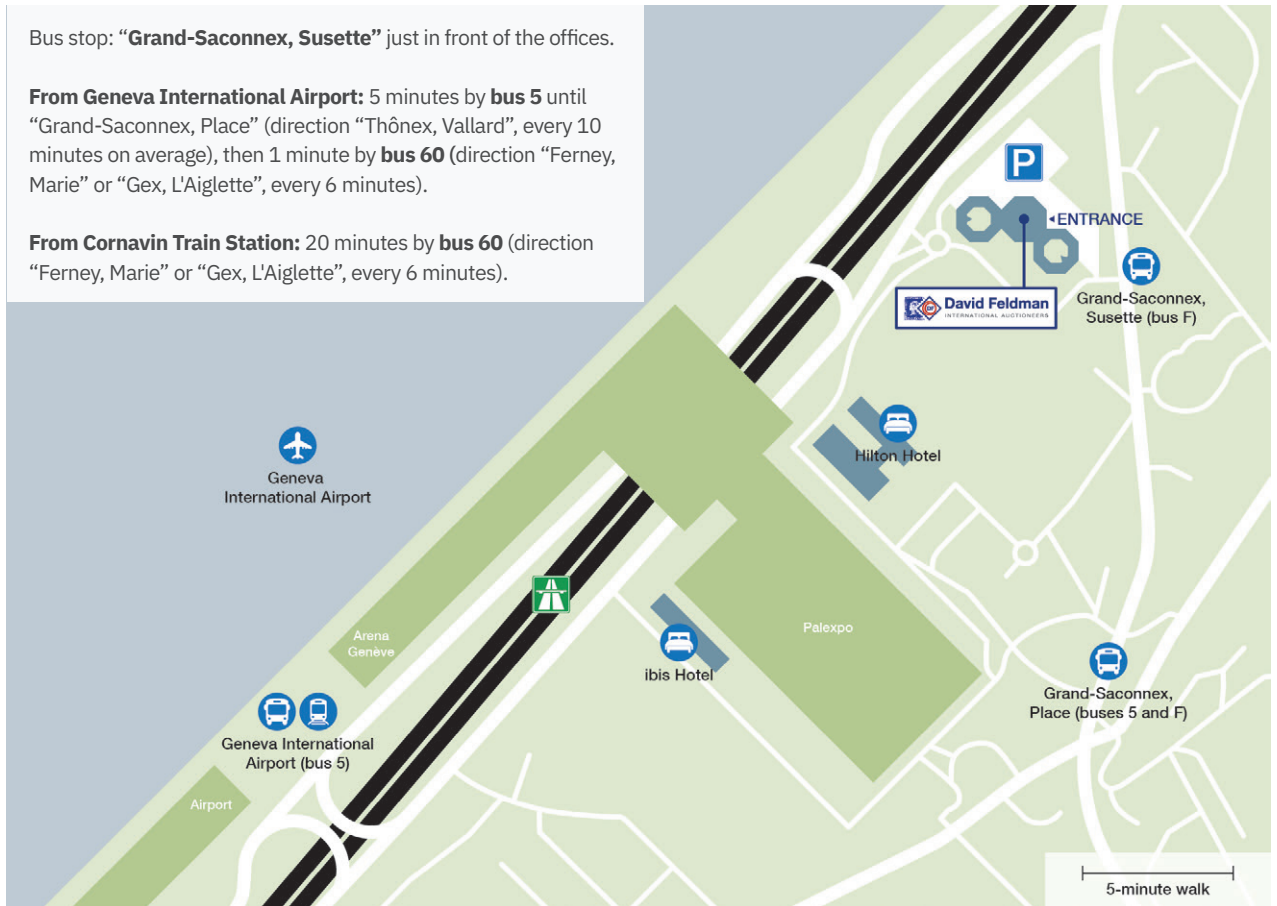 Bus stop: “Grand-Saconnex, Susette” just in front of the offices.
From Geneva International Airport: 5 minutes by bus 5 until
“Grand-Saconnex, Place” (direction “Thônex, Vallard”, every 10
minutes on average), then 1 minute by bus 60 (direction “Ferney,
Marie” or “Gex, L'Aiglette”, every 6 minutes).
From Cornavin Train Station: 20 minutes by bus 60 (direction
“Ferney, Marie” or “Gex, L'Aiglette”, every 6 minutes).
P
ENTRANCE
David Feldman
INTERNATIONAL AUCTIONEERS
Grand-Saconnex,
Susette (bus F)
Hilton Hotel
Geneva
International Airport
Arena
Genève
Palexpo
ibis Hotel
Grand-Saconnex,
Place (buses 5 and F)
Geneva International
Airport (bus 5)
Airport
5-minute walk